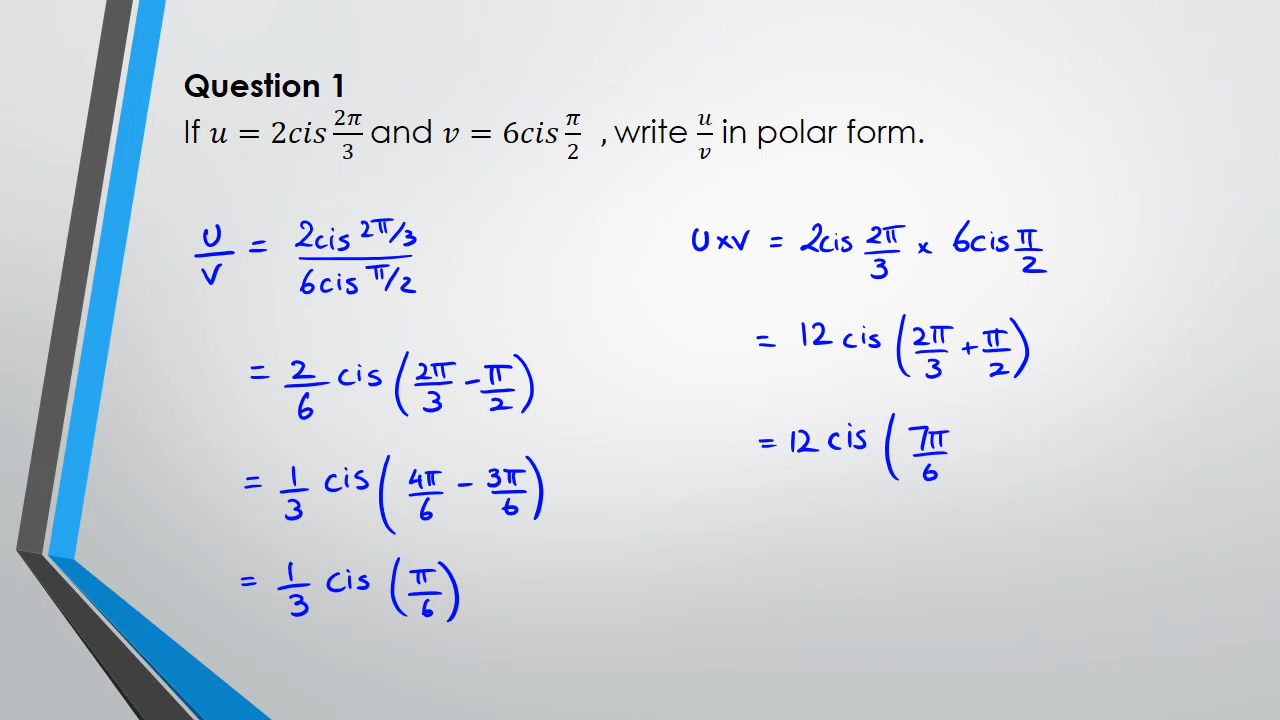 Question 1
If u = 2cis 2π/3 and v = 6cis π/2 , write u/v in polar form.
U/V = 2cis 2π/3 / 6cis π/2
= 2/6 cis (2π/3 - π/2)
= 1/3 cis (4π/6 - 3π/6)
= 1/3 cis (π/6)
U×V = 2cis 2π/3 × 6cis π/2
= 12 cis (2π/3 + π/2)
= 12 cis (7π/6